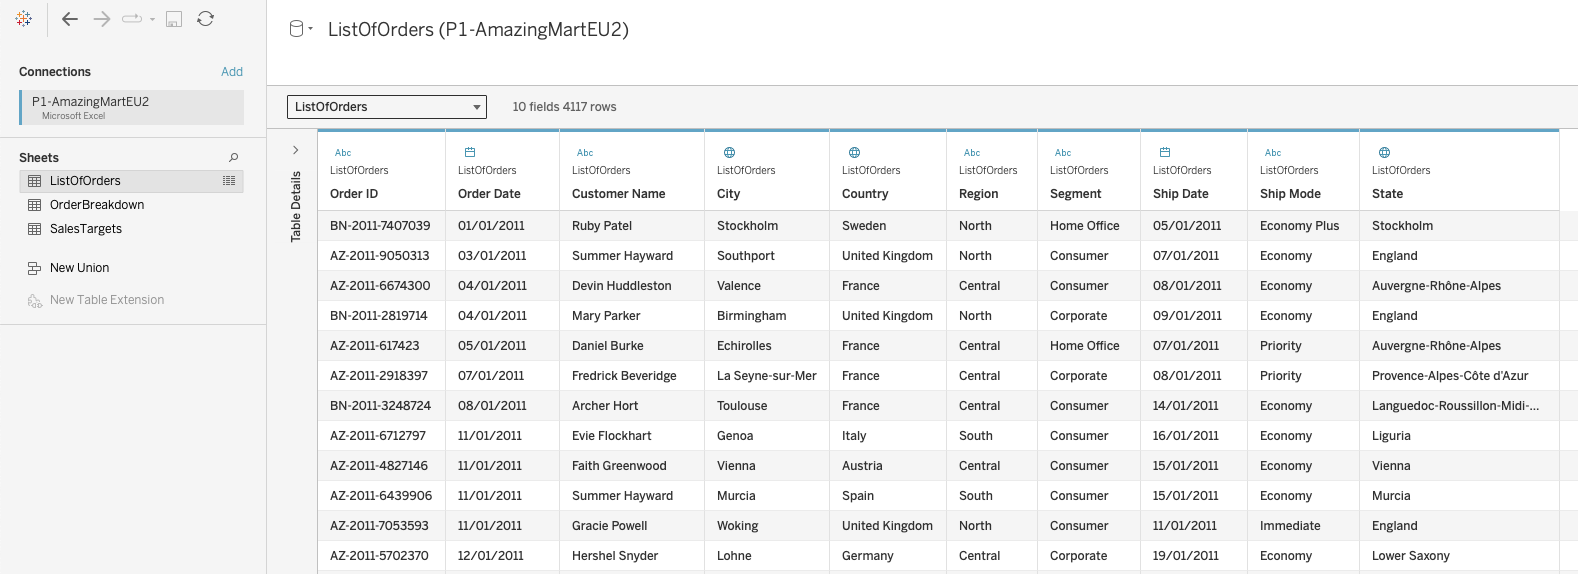 ListOfOrders (P1-AmazingMartEU2)
Connections Add
P1-AmazingMartEU2
Microsoft Excel
Sheets
ListOfOrders
OrderBreakdown
SalesTargets
New Union
New Table Extension
ListOfOrders 10 fields 4117 rows
Table Details
Abc Abc Abc Abc Abc
ListOfOrders ListOfOrders ListOfOrders ListOfOrders ListOfOrders ListOfOrders ListOfOrders ListOfOrders ListOfOrders ListOfOrders
Order ID Order Date Customer Name City Country Region Segment Ship Date Ship Mode State
BN-2011-7407039 01/01/2011 Ruby Patel Stockholm Sweden North Home Office 05/01/2011 Economy Plus Stockholm
AZ-2011-9050313 03/01/2011 Summer Hayward Southport United Kingdom North Consumer 07/01/2011 Economy England
AZ-2011-6674300 04/01/2011 Devin Huddleston Valence France Central Consumer 08/01/2011 Economy Auvergne-Rhône-Alpes
BN-2011-2819714 04/01/2011 Mary Parker Birmingham United Kingdom North Corporate 09/01/2011 Economy England
AZ-2011-617423 05/01/2011 Daniel Burke Echirolles France Central Home Office 07/01/2011 Priority Auvergne-Rhône-Alpes
AZ-2011-2918397 07/01/2011 Fredrick Beveridge La Seyne-sur-Mer France Central Corporate 08/01/2011 Priority Provence-Alpes-Côte d'Azur
BN-2011-3248724 08/01/2011 Archer Hort Toulouse France Central Consumer 14/01/2011 Economy Languedoc-Roussillon-Midi-...
AZ-2011-6712797 11/01/2011 Evie Flockhart Genoa Italy South Consumer 16/01/2011 Economy Liguria
AZ-2011-4827146 11/01/2011 Faith Greenwood Vienna Austria Central Consumer 15/01/2011 Economy Vienna
AZ-2011-6439906 11/01/2011 Summer Hayward Murcia Spain South Consumer 15/01/2011 Economy Murcia
AZ-2011-7053593 11/01/2011 Gracie Powell Woking United Kingdom North Consumer 11/01/2011 Immediate England
AZ-2011-5702370 12/01/2011 Hershel Snyder Lohne Germany Central Corporate 19/01/2011 Economy Lower Saxony